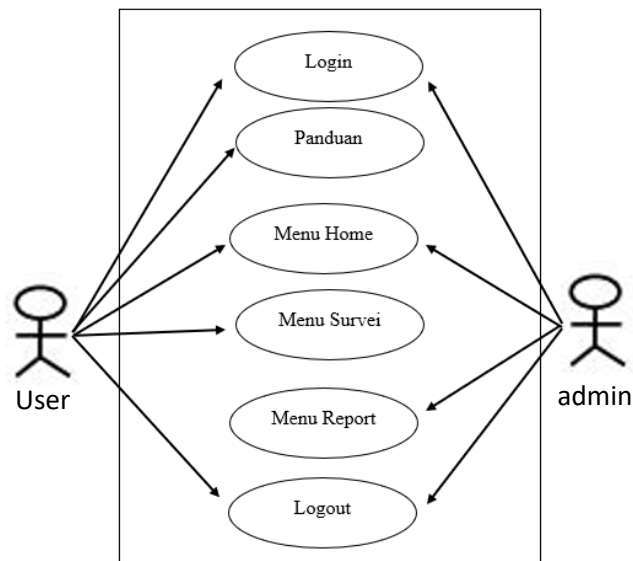 Login
Panduan
Menu Home
Menu Survei
User
admin
Menu Report
Logout